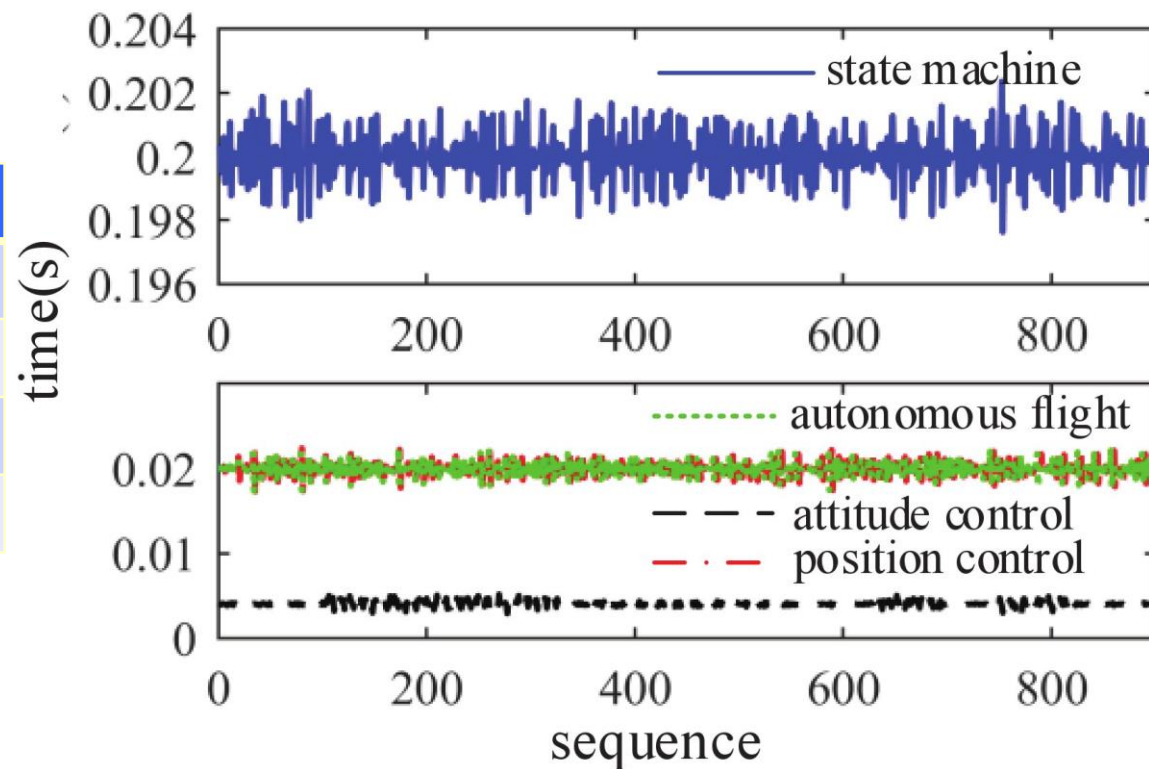 0.204
0.202
0.2
0.198
0.196
state machine
0 200 400 600 800
time(s)
autonomous flight
0.02
attitude control
0.01
position control
0
0 200 400 600 800
sequence